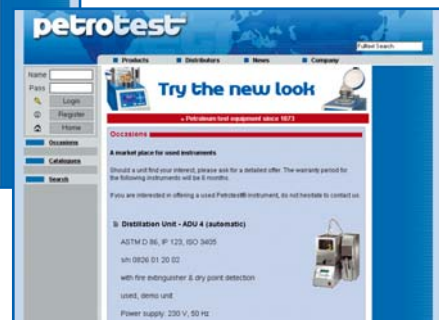 petrotest
Fulltext Search
Products Distributors News Company
Name
Pass
Login
Register
Home
Occasions
Catalogues
Search
Try the new look
» Petroleum test equipment since 1873
Occasions
A market place for used instruments
Should a unit find your interest, please ask for a detailed offer. The warranty period for
the following instruments will be 6 months.
If you are interested in offering a used Petrotest® instrument, do not hesitate to contact us.
Distillation Unit - ADU 4 (automatic)
ASTM D 86, IP 123, ISO 3405
s/n 0826 01 20 02
with fire extinguisher & dry point detection
used, demo unit
Power supply: 230 V, 50 Hz